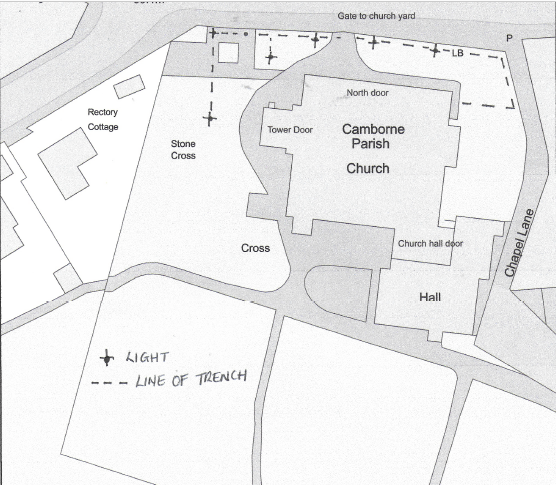 Gate to church yard
P
LB
North door
Rectory
Cottage
Tower Door
Camborne
Parish
Church
Stone
Cross
Chapel Lane
Church hall door
Cross
Hall
LIGHT
LINE OF TRENCH